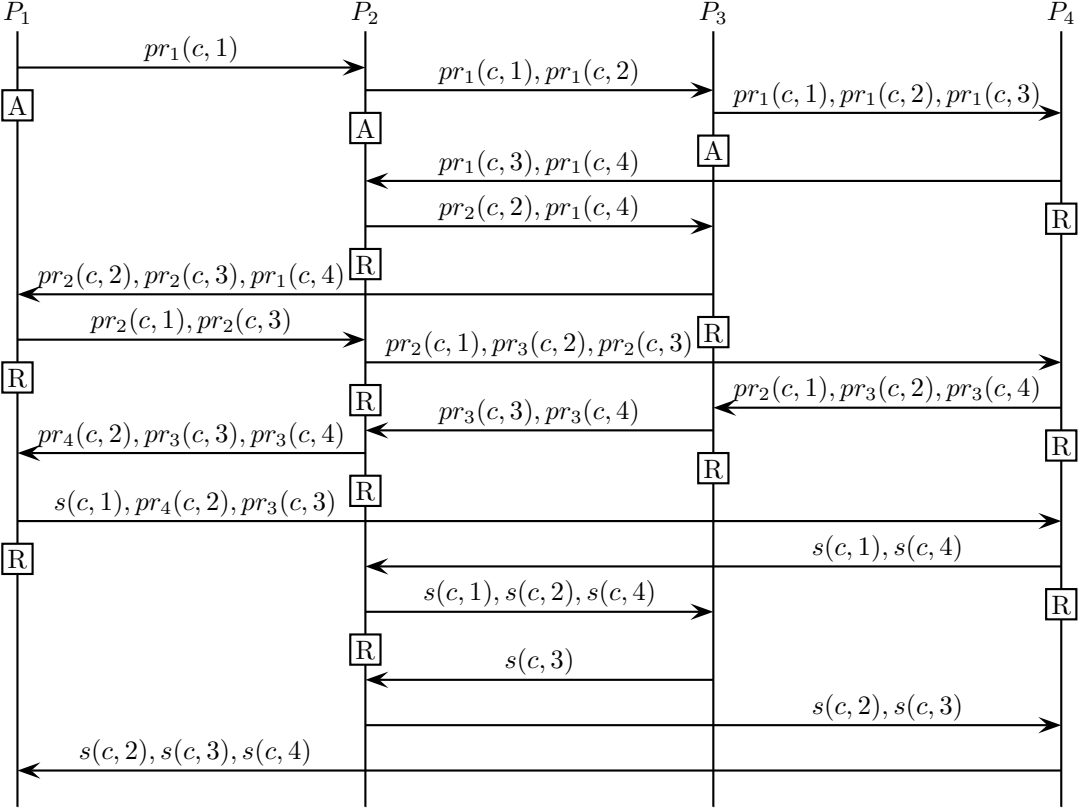 P₁ P₂ P₃ P₄
pr₁(c, 1)
pr₁(c, 1), pr₁(c, 2)
pr₁(c, 1), pr₁(c, 2), pr₁(c, 3)
A
A
A
pr₁(c, 3), pr₁(c, 4)
pr₂(c, 2), pr₁(c, 4)
R
R
pr₂(c, 2), pr₂(c, 3), pr₁(c, 4)
pr₂(c, 1), pr₂(c, 3)
R
pr₂(c, 1), pr₃(c, 2), pr₂(c, 3)
R
pr₂(c, 1), pr₃(c, 2), pr₃(c, 4)
R
pr₃(c, 3), pr₃(c, 4)
pr₄(c, 2), pr₃(c, 3), pr₃(c, 4)
R
R
R
s(c, 1), pr₄(c, 2), pr₃(c, 3)
R
s(c, 1), s(c, 4)
s(c, 1), s(c, 2), s(c, 4)
R
R
s(c, 3)
s(c, 2), s(c, 3)
s(c, 2), s(c, 3), s(c, 4)